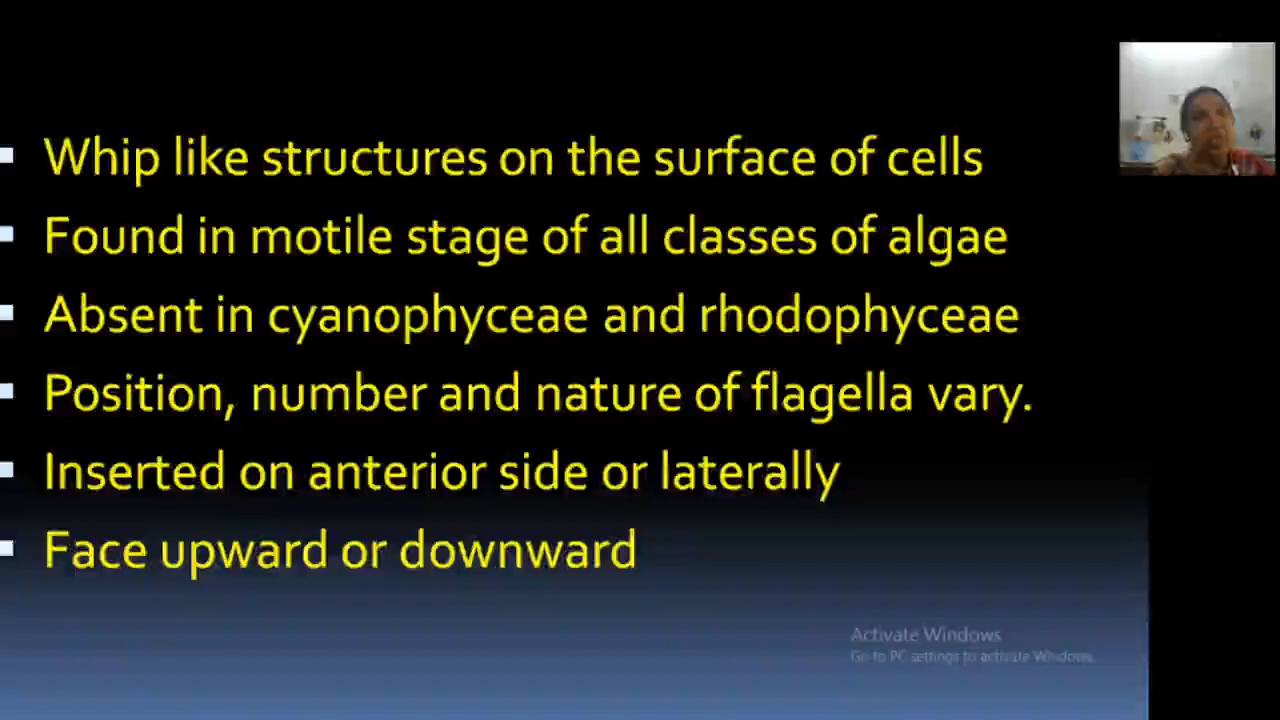 Whip like structures on the surface of cells
Found in motile stage of all classes of algae
Absent in cyanophyceae and rhodophyceae
Position, number and nature of flagella vary.
Inserted on anterior side or laterally
Face upward or downward
Activate Windows
Go to PC settings to activate Windows.